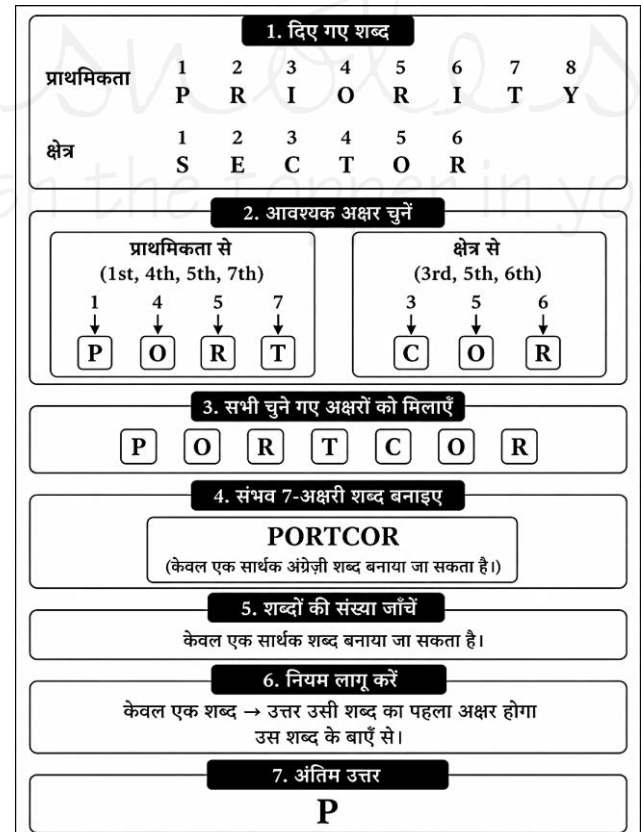 1. दिए गए शब्द
1 2 3 4 5 6 7 8
प्राथमिकता P R I O R I T Y
1 2 3 4 5 6
क्षेत्र S E C T O R
2. आवश्यक अक्षर चुनें
प्राथमिकता से
(1st, 4th, 5th, 7th)
1 4 5 7
P O R T
क्षेत्र से
(3rd, 5th, 6th)
3 5 6
C O R
3. सभी चुने गए अक्षरों को मिलाएँ
P O R T C O R
4. संभव 7-अक्षरी शब्द बनाइए
PORTCOR
(केवल एक सार्थक अंग्रेज़ी शब्द बनाया जा सकता है।)
5. शब्दों की संख्या जाँचें
केवल एक सार्थक शब्द बनाया जा सकता है।
6. नियम लागू करें
केवल एक शब्द → उत्तर उसी शब्द का पहला अक्षर होगा
उस शब्द के बाएँ से।
7. अंतिम उत्तर
P